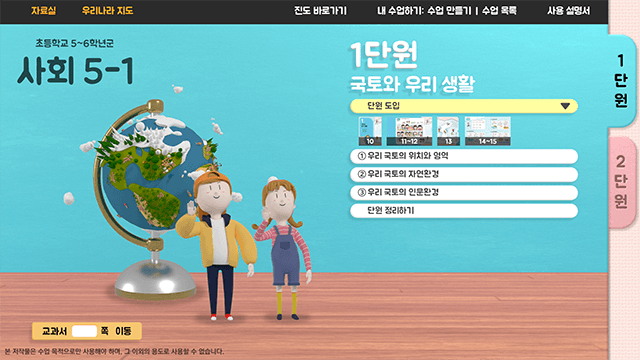 자료실 우리나라 지도 진도 바로가기 내 수업하기: 수업 만들기 | 수업 목록 사용 설명서
초등학교 5~6학년군
사회 5-1
1단원
국토와 우리 생활
단원 도입
10 11~12 13 14~15
① 우리 국토의 위치와 영역
② 우리 국토의 자연환경
③ 우리 국토의 인문환경
단원 정리하기
1단원
2단원
교과서 쪽 이동
본 저작물은 수업 목적으로만 사용해야 하며, 그 이외의 용도로 사용할 수 없습니다.